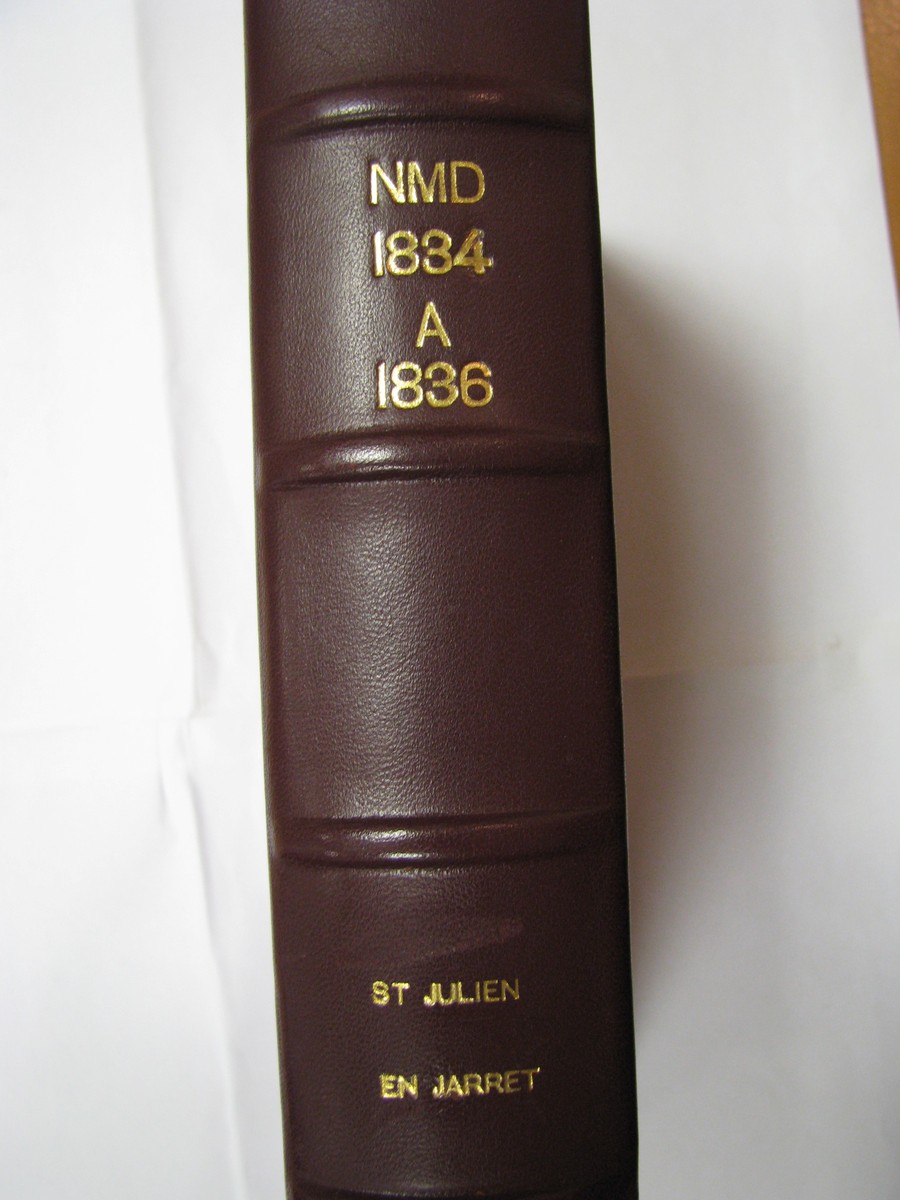 NMD
1834
A
1836
ST JULIEN
EN JARRET